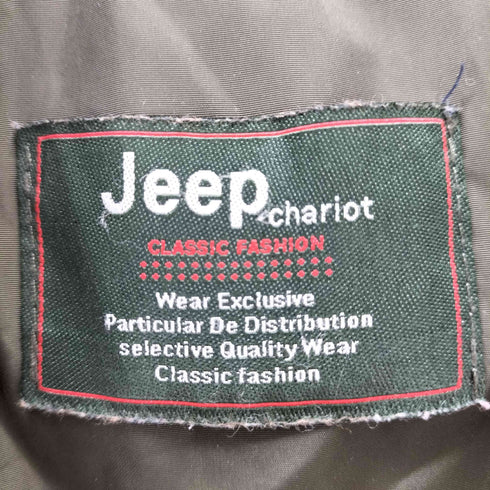 Jeep chariot
CLASSIC FASHION
Wear Exclusive
Particular De Distribution
selective Quality Wear
Classic fashion